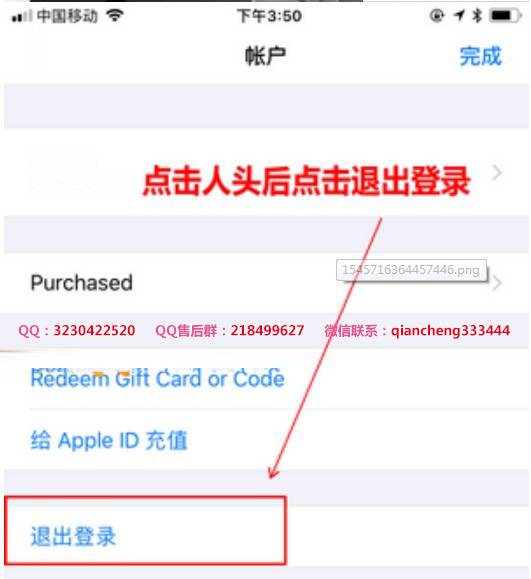 中国移动 下午3:50
帐户 完成
点击人头后点击退出登录
1545716364457446.png
Purchased
QQ：3230422520 QQ售后群：218499627 微信联系：qiancheng333444
Redeem Gift Card or Code
给 Apple ID 充值
退出登录